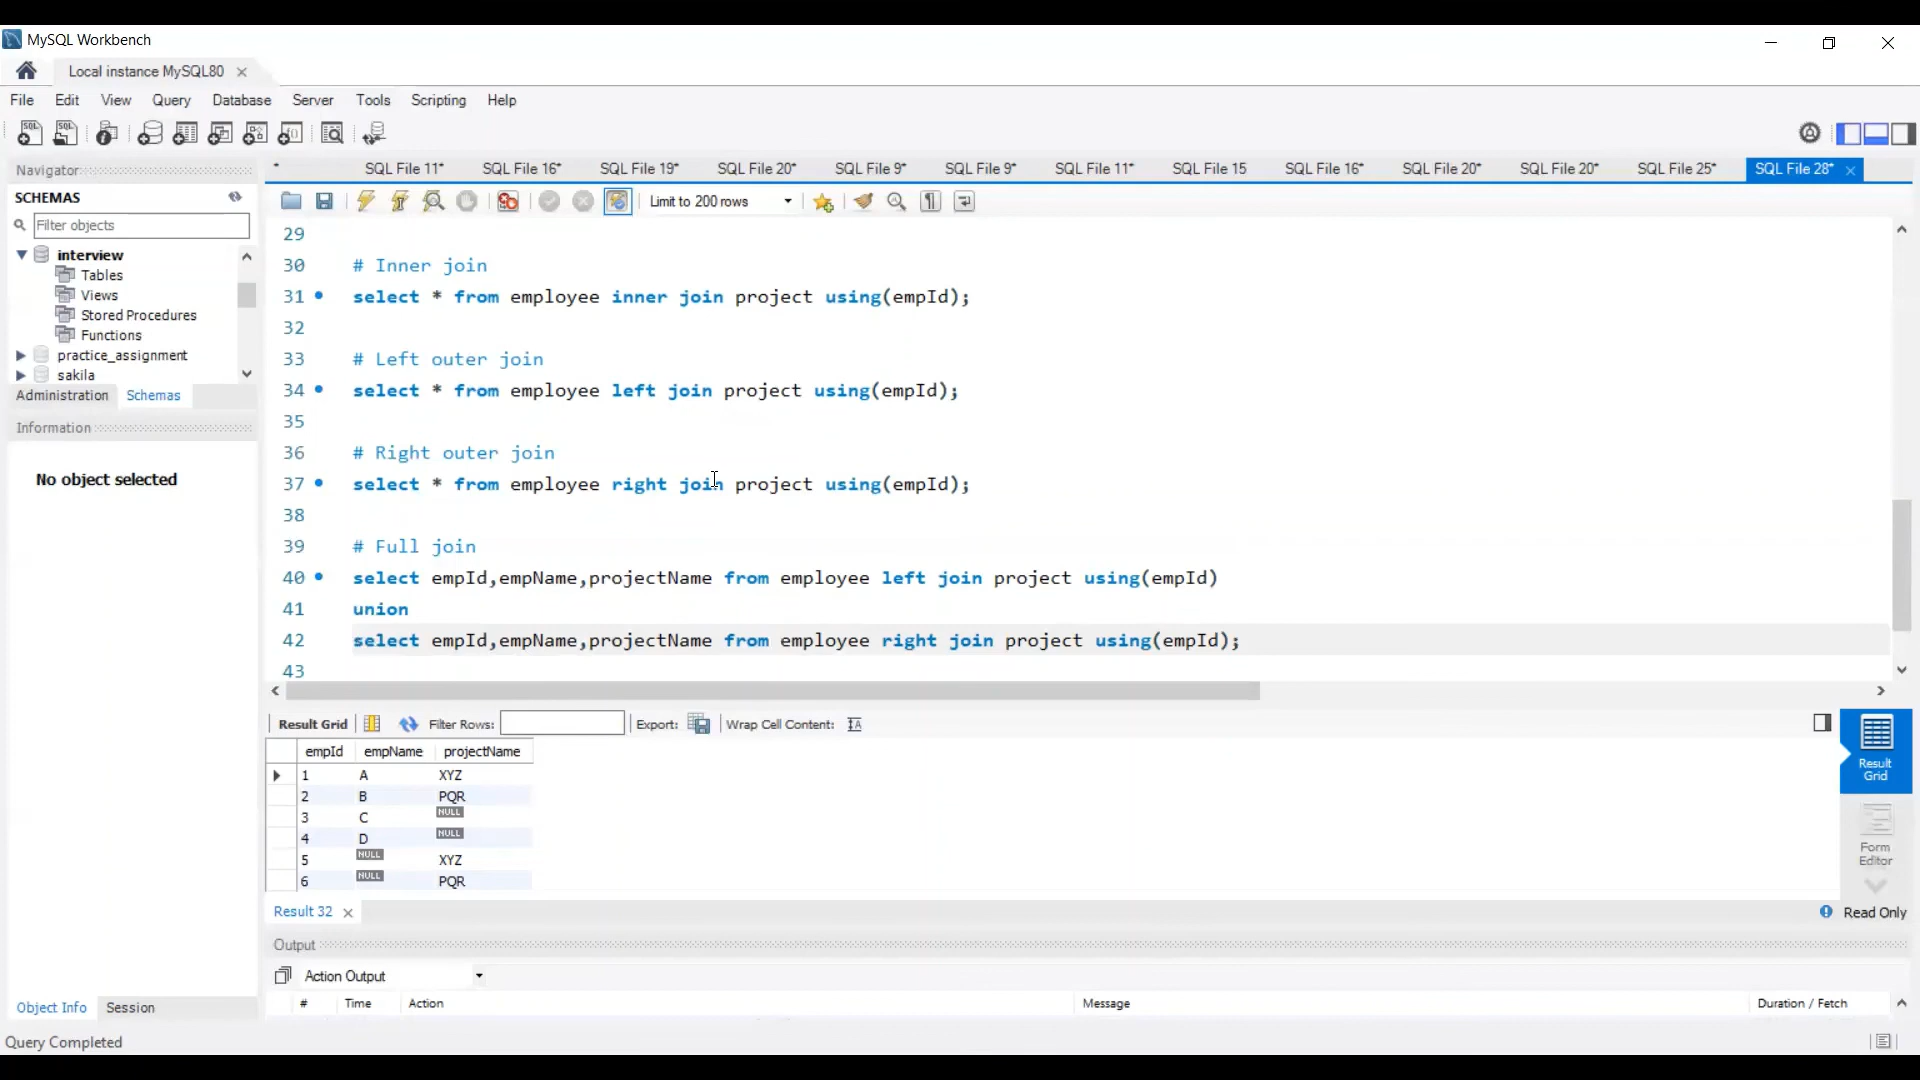 MySQL Workbench
Local instance MySQL80
File Edit View Query Database Server Tools Scripting Help
Navigator
SQL File 11* SQL File 16* SQL File 19* SQL File 20* SQL File 9* SQL File 9* SQL File 11* SQL File 15 SQL File 16* SQL File 20* SQL File 20* SQL File 25* SQL File 28*
SCHEMAS
Filter objects
interview
Tables
Views
Stored Procedures
Functions
practice_assignment
sakila
Administration Schemas
Information
No object selected
Object Info Session
Limit to 200 rows
29
30 # Inner join
31 select * from employee inner join project using(empId);
32
33 # Left outer join
34 select * from employee left join project using(empId);
35
36 # Right outer join
37 select * from employee right join project using(empId);
38
39 # Full join
40 select empId,empName,projectName from employee left join project using(empId)
41 union
42 select empId,empName,projectName from employee right join project using(empId);
43
Result Grid Filter Rows: Export: Wrap Cell Content:
empId empName projectName
1 A XYZ
2 B PQR
3 C NULL
4 D NULL
5 NULL XYZ
6 NULL PQR
Result Grid
Form Editor
Result 32
Read Only
Output
Action Output
# Time Action Message Duration / Fetch
Query Completed